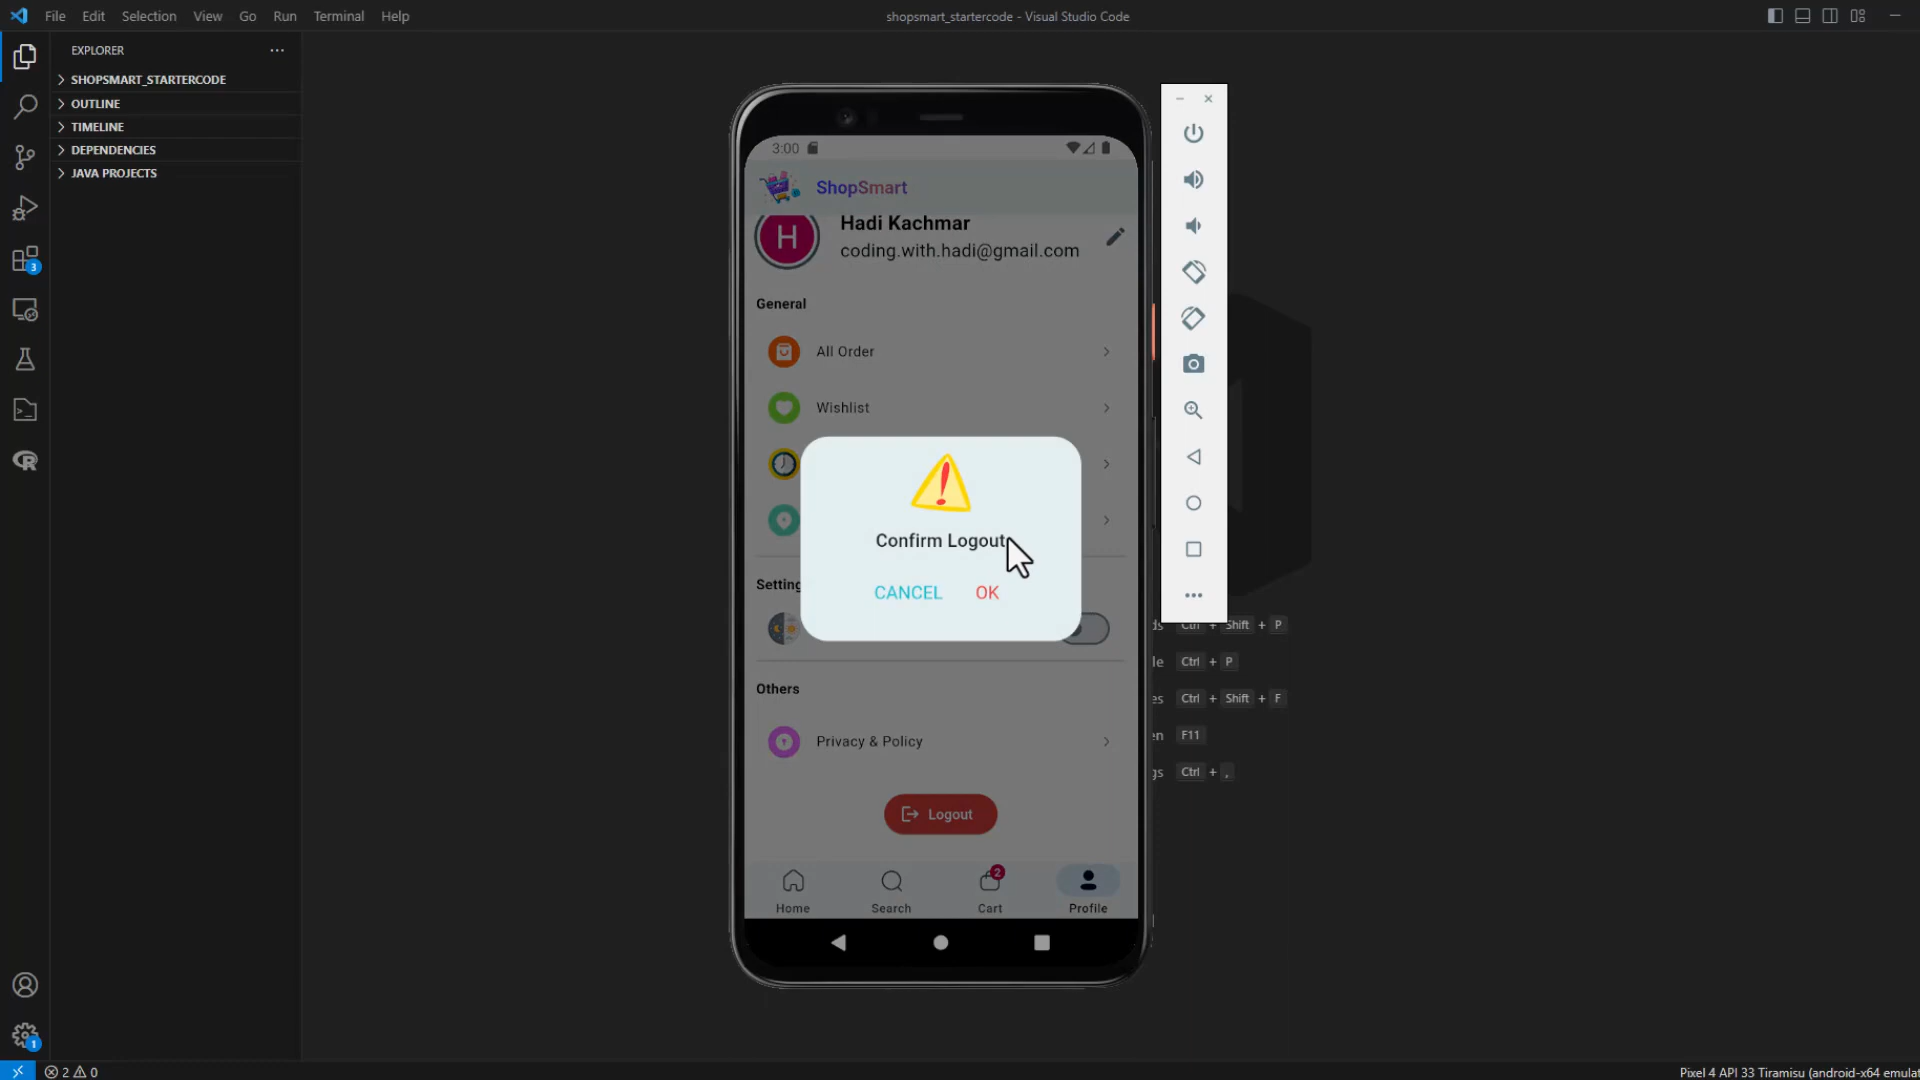 File Edit Selection View Go Run Terminal Help
shopsmart_startercode - Visual Studio Code
EXPLORER
SHOPSMART_STARTERCODE
OUTLINE
TIMELINE
DEPENDENCIES
JAVA PROJECTS
3
3:00
ShopSmart
H
Hadi Kachmar
coding.with.hadi@gmail.com
General
All Order
Wishlist
Confirm Logout
CANCEL OK
Others
Privacy & Policy
Logout
2
Home Search Cart Profile
Ctrl + Shift + P
Ctrl + P
Ctrl + Shift + F
F11
Ctrl + ,
1
2 0
Pixel 4 API 33 Tiramisu (android-x64 emulat